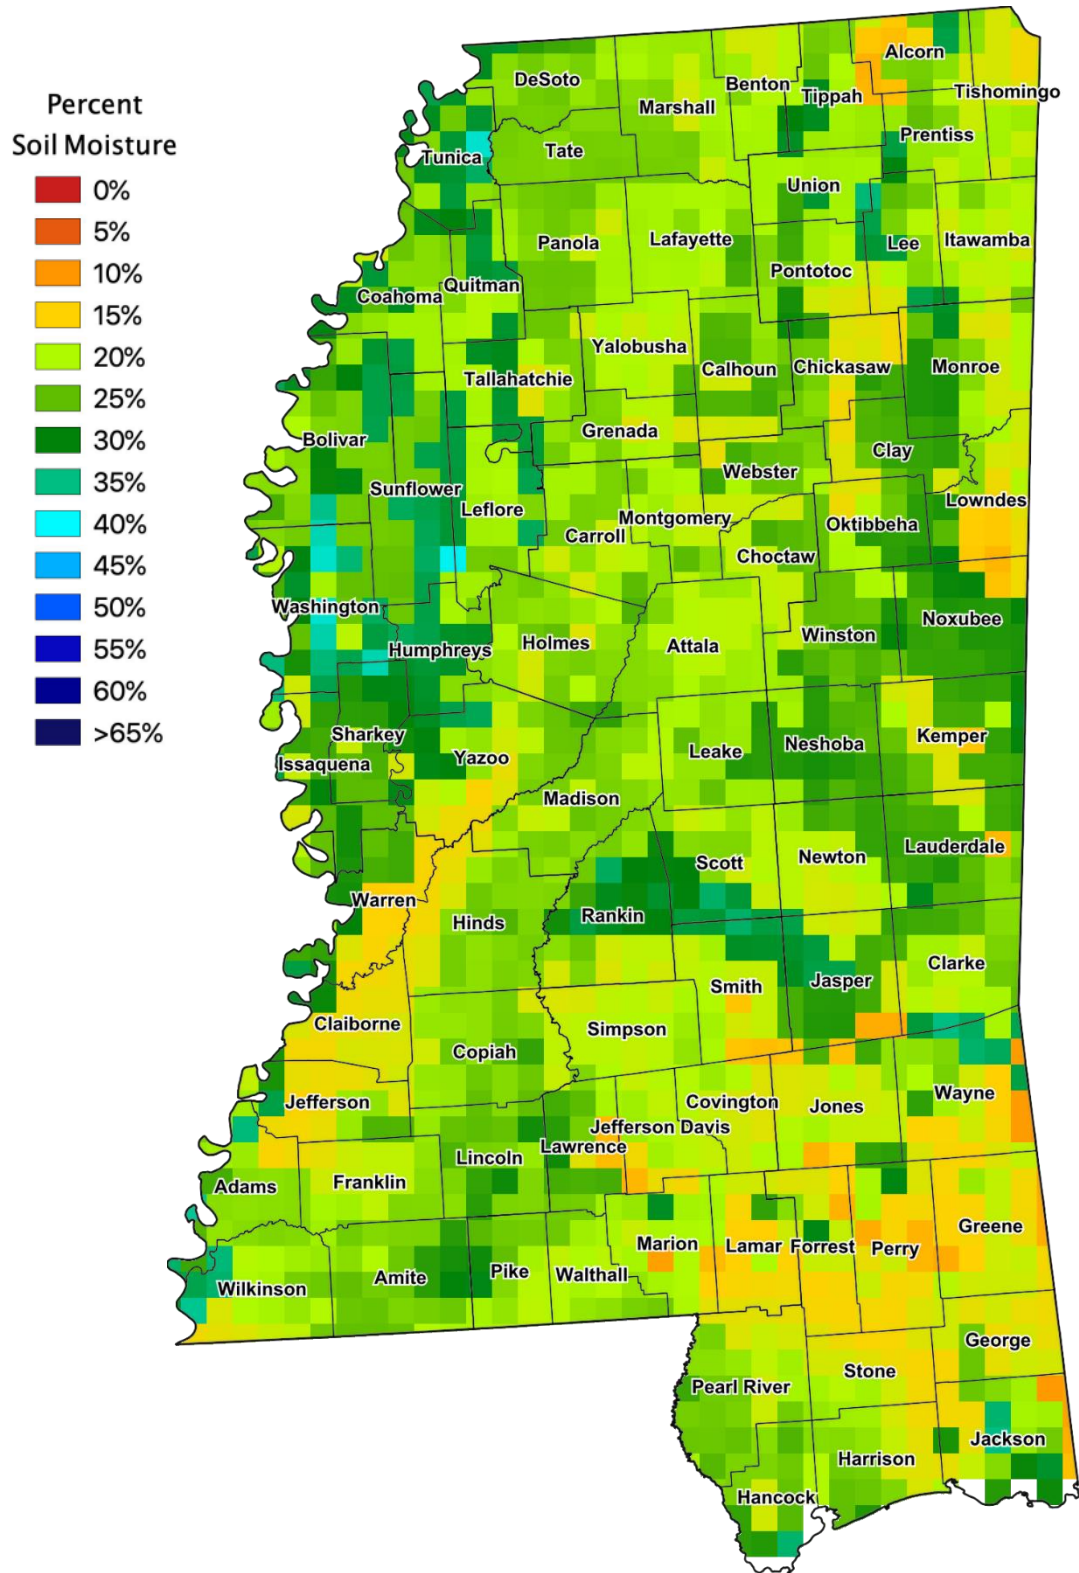 Percent
Soil Moisture
0%
5%
10%
15%
20%
25%
30%
35%
40%
45%
50%
55%
60%
>65%
Alcorn
DeSoto
Benton
Tippah
Tishomingo
Marshall
Prentiss
Tate
Tunica
Union
Panola
Lafayette
Lee
Itawamba
Pontotoc
Quitman
Coahoma
Yalobusha
Calhoun
Chickasaw
Monroe
Tallahatchie
Grenada
Bolivar
Clay
Webster
Sunflower
Leflore
Lowndes
Montgomery
Oktibbeha
Carroll
Choctaw
Washington
Noxubee
Winston
Holmes
Attala
Humphreys
Sharkey
Kemper
Neshoba
Leake
Yazoo
Issaquena
Madison
Lauderdale
Newton
Scott
Warren
Rankin
Hinds
Clarke
Jasper
Smith
Claiborne
Simpson
Copiah
Wayne
Jefferson
Covington
Jones
Jefferson Davis
Lawrence
Lincoln
Franklin
Adams
Greene
Marion
Lamar
Forrest
Perry
Pike
Walthall
Amite
Wilkinson
George
Stone
Pearl River
Jackson
Harrison
Hancock